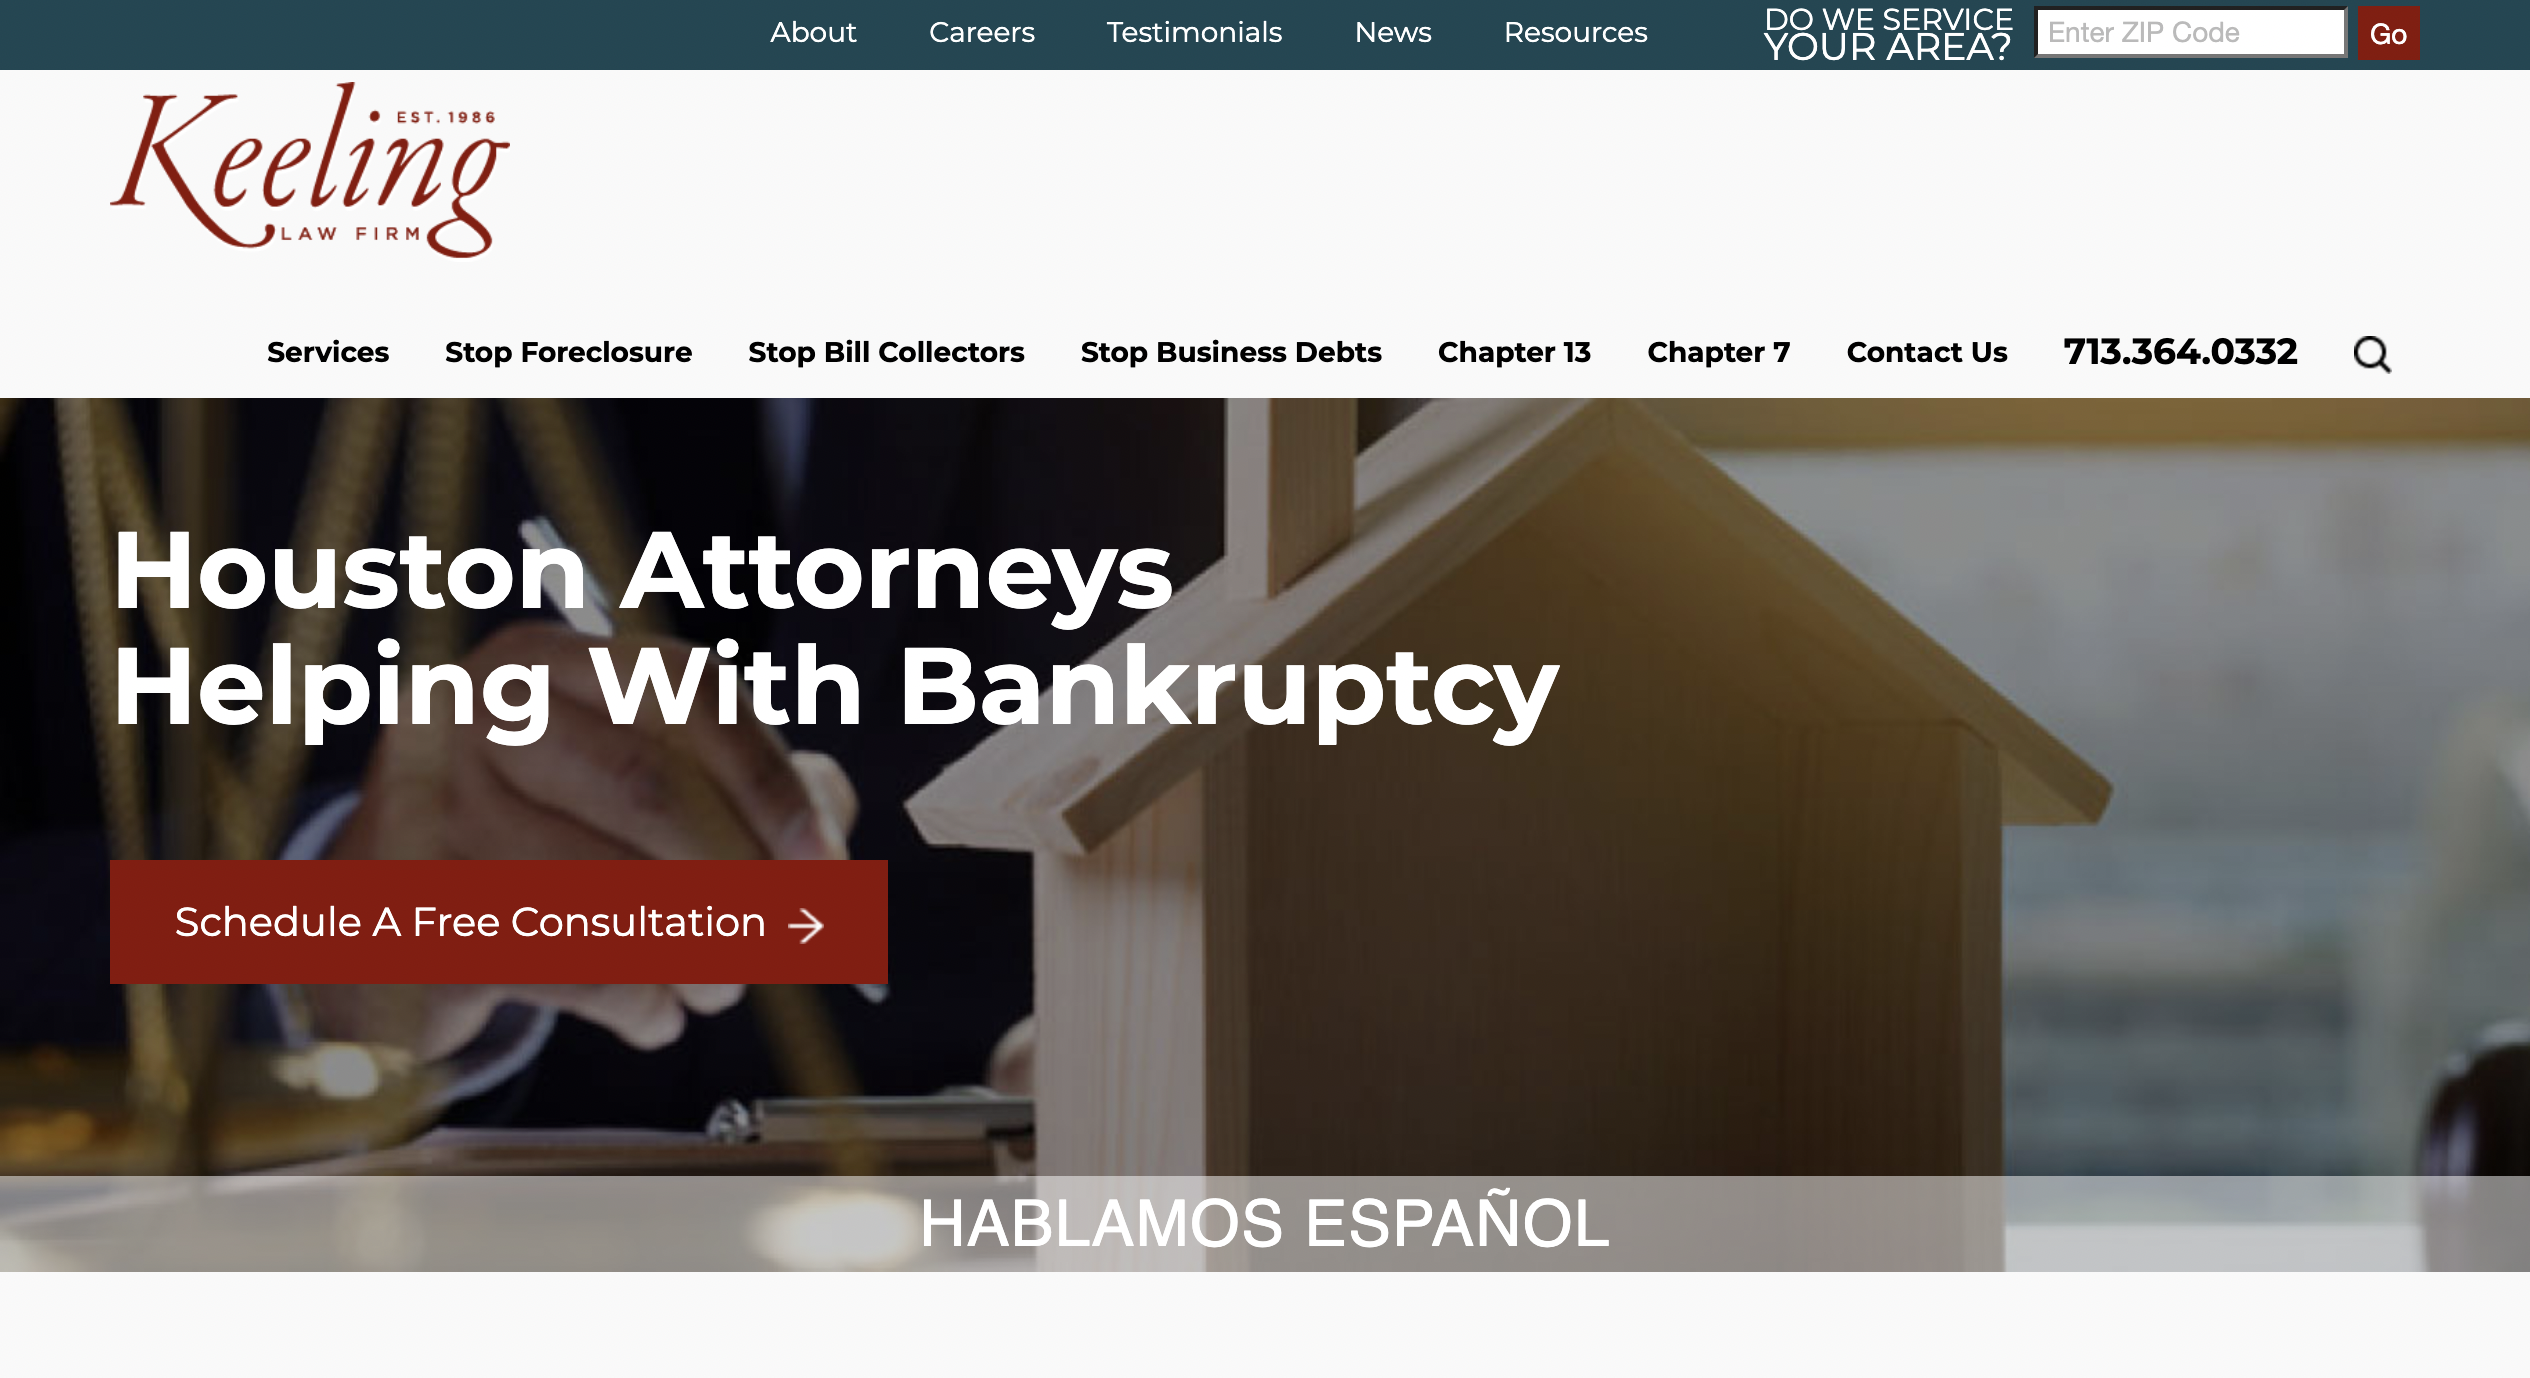 About Careers Testimonials News Resources
DO WE SERVICE
YOUR AREA?
Enter ZIP Code
Go
Keeling
EST. 1986
LAW FIRM
Services Stop Foreclosure Stop Bill Collectors Stop Business Debts Chapter 13 Chapter 7 Contact Us 713.364.0332
Houston Attorneys
Helping With Bankruptcy
Schedule A Free Consultation →
HABLAMOS ESPAÑOL